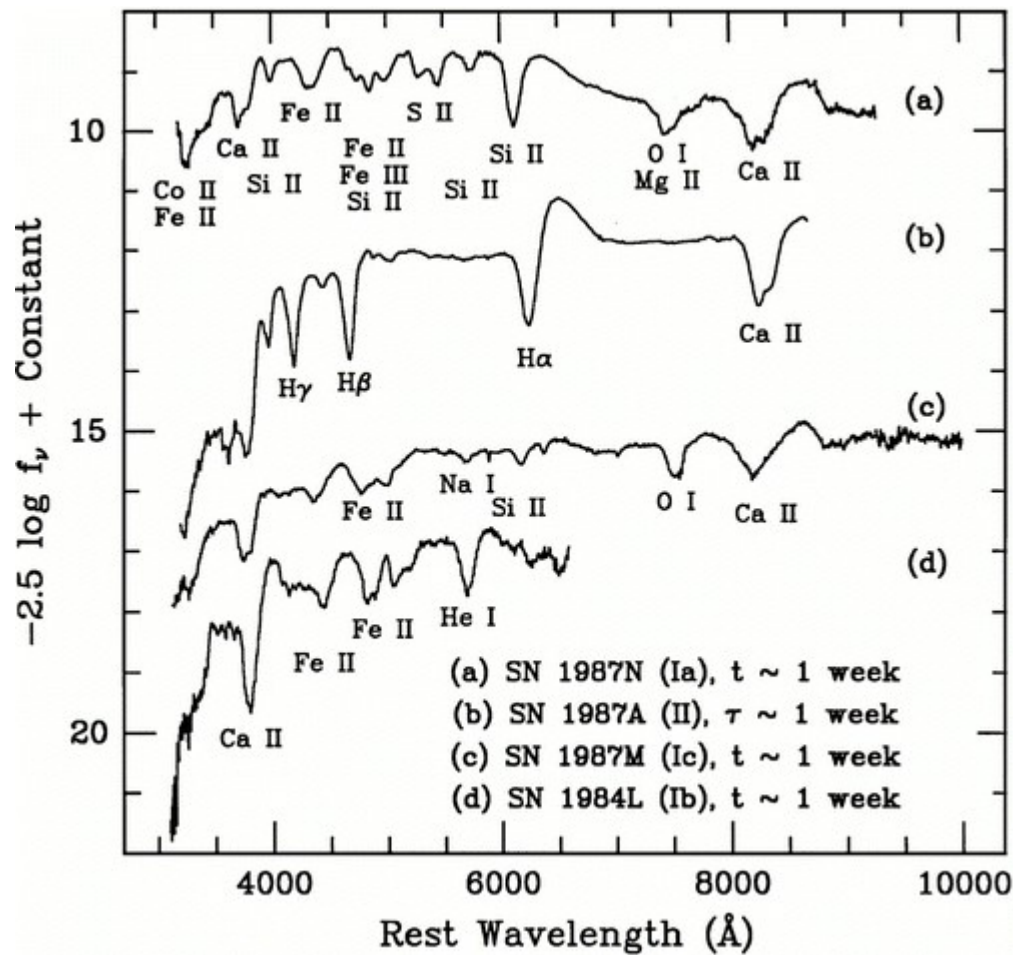 (a)
Fe II
S II
10
Ca II
Fe II
Si II
O I
Co II
Si II
Fe III
Si II
Mg II
Ca II
Fe II
Si II
(b)
Hγ
Hβ
Hα
Ca II
(c)
15
Na I
Fe II
Si II
O I
Ca II
(d)
He I
Fe II
Fe II
Ca II
20
(a) SN 1987N (Ia), t ~ 1 week
(b) SN 1987A (II), τ ~ 1 week
(c) SN 1987M (Ic), t ~ 1 week
(d) SN 1984L (Ib), t ~ 1 week
−2.5 log fν + Constant
4000 6000 8000 10000
Rest Wavelength (Å)